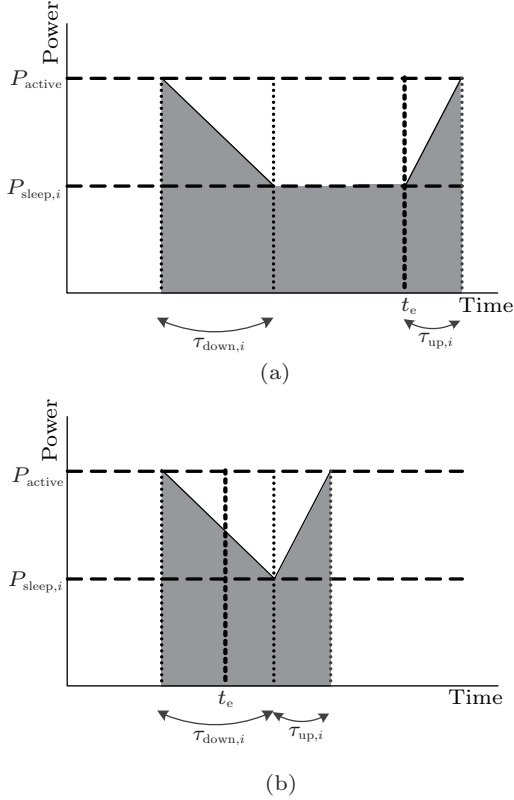 Power
P_active
P_sleep,i
t_e Time
τ_down,i τ_up,i
(a)
Power
P_active
P_sleep,i
t_e Time
τ_down,i τ_up,i
(b)